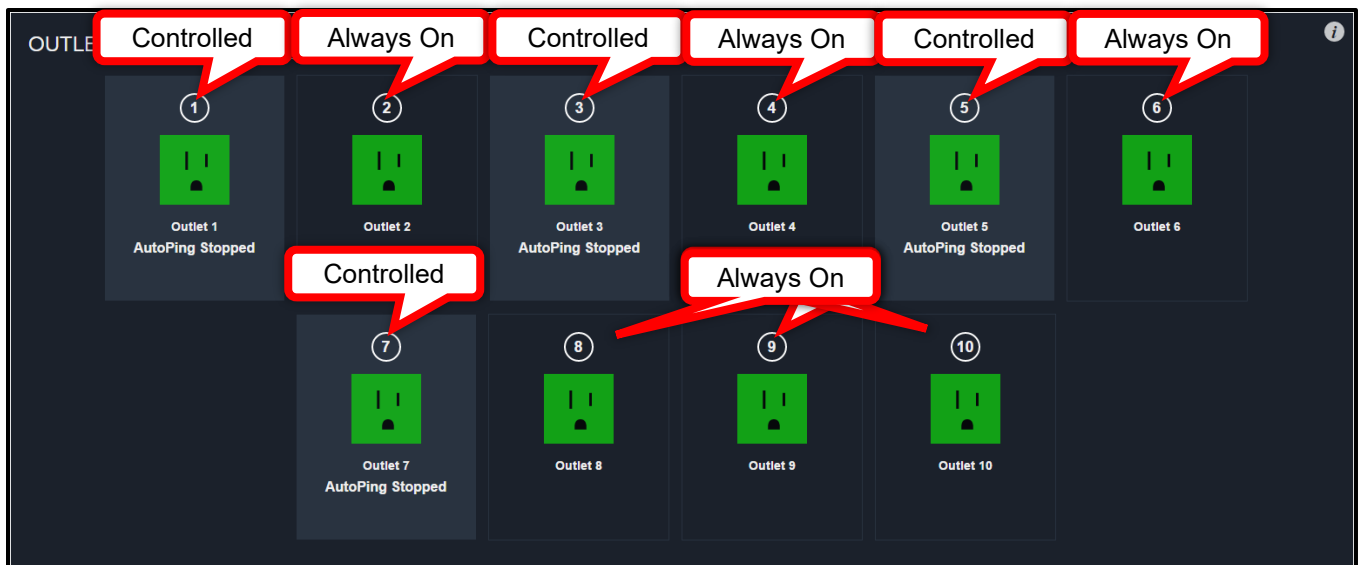 OUTLE
Controlled
Always On
Controlled
Always On
Controlled
Always On
i
1
2
3
4
5
6
Outlet 1
AutoPing Stopped
Outlet 2
Outlet 3
AutoPing Stopped
Outlet 4
Outlet 5
AutoPing Stopped
Outlet 6
Controlled
Always On
7
8
9
10
Outlet 7
AutoPing Stopped
Outlet 8
Outlet 9
Outlet 10